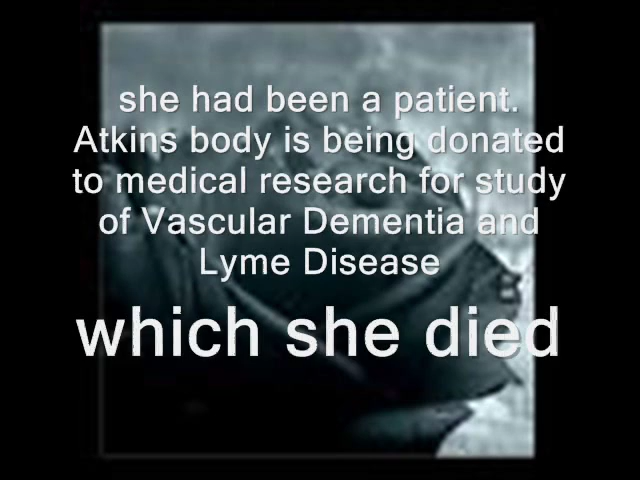 she had been a patient.
Atkins body is being donated
to medical research for study
of Vascular Dementia and
Lyme Disease
which she died